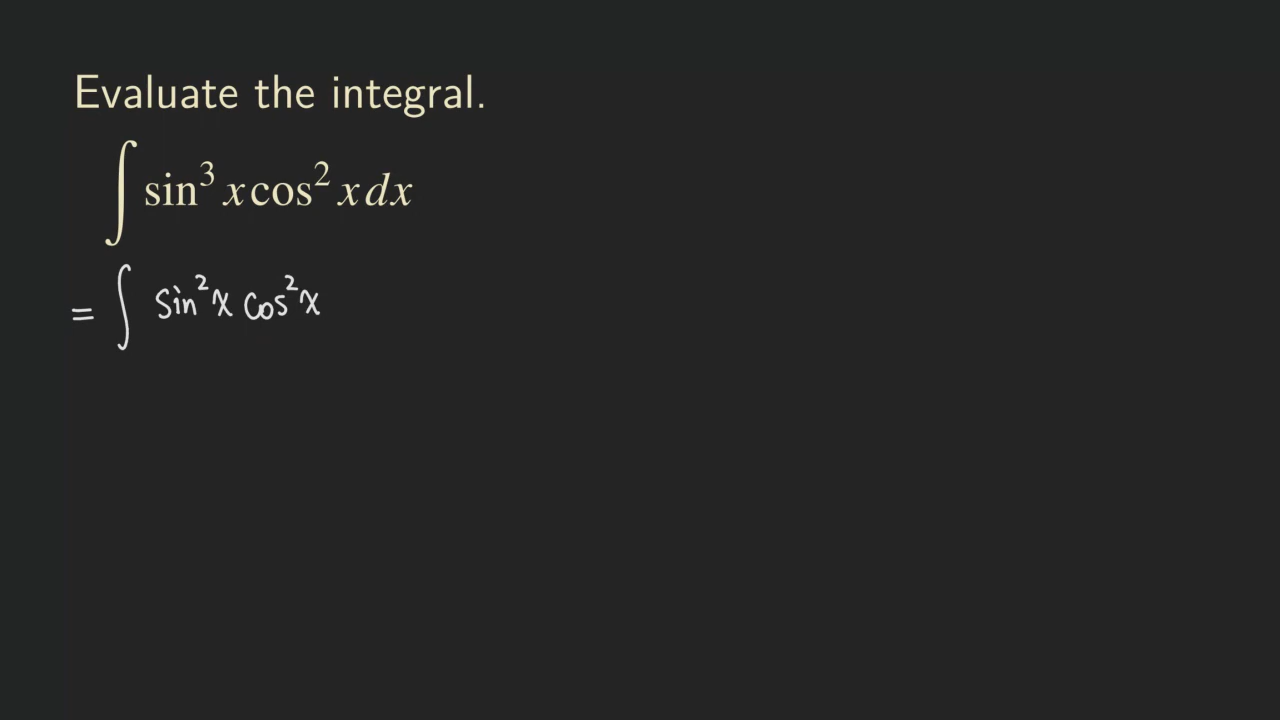 Evaluate the integral.
∫ sin³ x cos² x dx
= ∫ sin²x cos²x